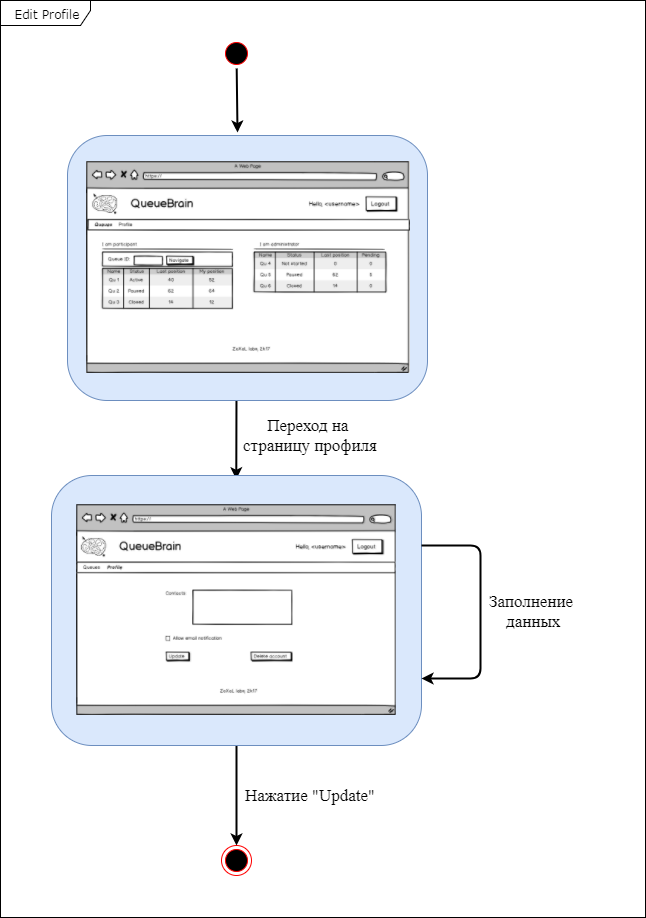 Edit Profile
A Web Page
https://
QueueBrain
Hello, <username>
Logout
Queues Profile
I am participant
I am administrator
Queue ID:
Navigate
Name Status Last position My position
Qu 1 Active 40 52
Qu 2 Paused 62 64
Qu 3 Closed 14 12
Name Status Last position Pending
Qu 4 Not started 0 0
Qu 5 Paused 62 5
Qu 6 Closed 14 0
ZloKaL labs, 2k17
Переход на
страницу профиля
A Web Page
https://
QueueBrain
Hello, <username>
Logout
Queues Profile
Contacts
Allow email notification
Update
Delete account
ZloKaL labs, 2k17
Заполнение
данных
Нажатие "Update"